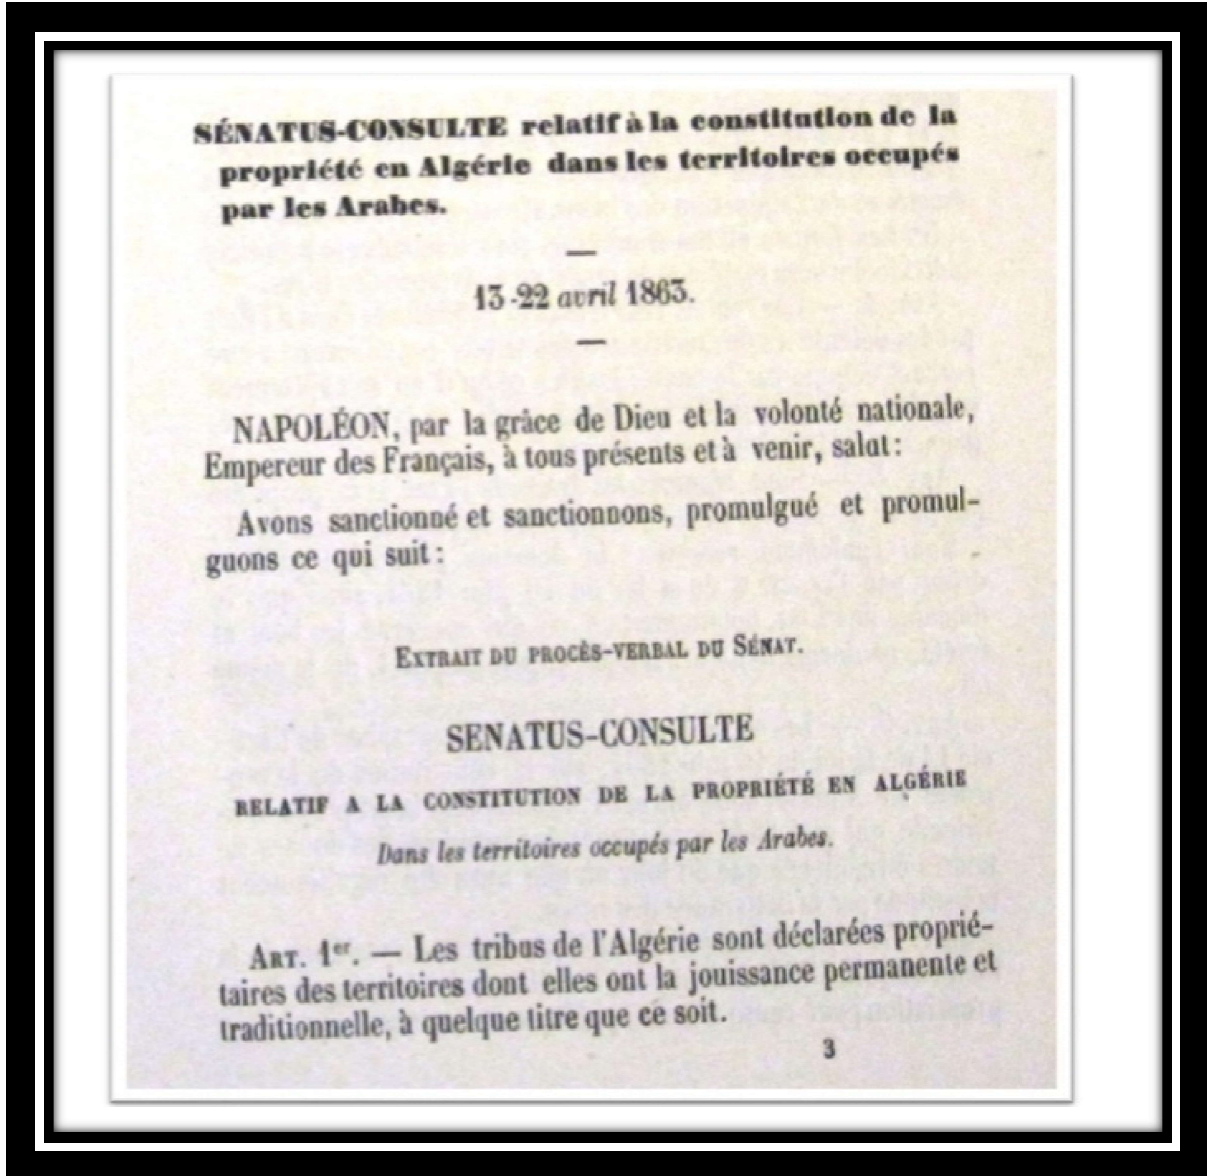 SÉNATUS-CONSULTE relatif à la constitution de la
propriété en Algérie dans les territoires occupés
par les Arabes.
—
13-22 avril 1863.
—
NAPOLÉON, par la grâce de Dieu et la volonté nationale,
Empereur des Français, à tous présents et à venir, salut :
Avons sanctionné et sanctionnons, promulgué et promul-
guons ce qui suit :
EXTRAIT DU PROCÈS-VERBAL DU SÉNAT.
SENATUS-CONSULTE
RELATIF A LA CONSTITUTION DE LA PROPRIÉTÉ EN ALGÉRIE
Dans les territoires occupés par les Arabes.
ART. 1er. — Les tribus de l'Algérie sont déclarées proprié-
taires des territoires dont elles ont la jouissance permanente et
traditionnelle, à quelque titre que ce soit.
3